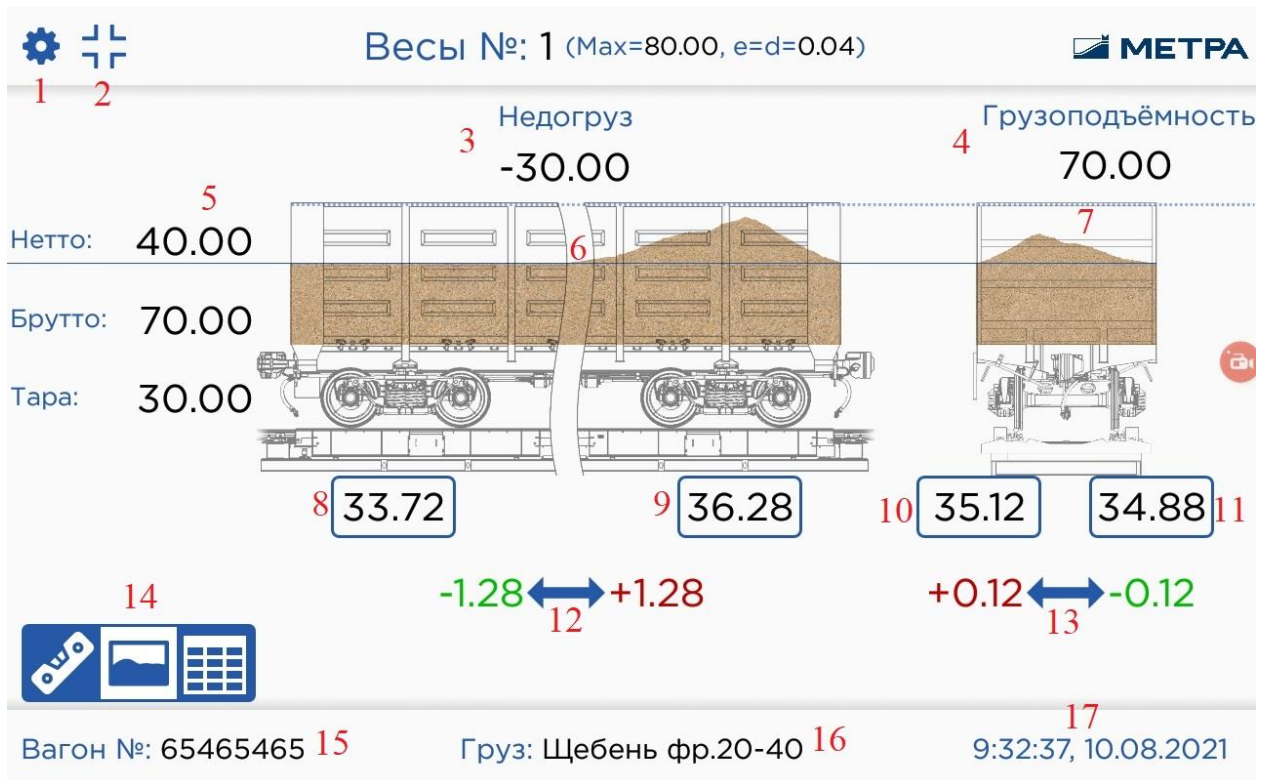 Весы №: 1 (Max=80.00, e=d=0.04)
МЕТРА
1
2
3
Недогруз
-30.00
4
Грузоподъёмность
70.00
5
Нетто: 40.00
6
7
Брутто: 70.00
Тара: 30.00
8 33.72
9 36.28
10 35.12
34.88 11
-1.28 +1.28
12
+0.12 -0.12
13
14
Вагон №: 65465465 15
Груз: Щебень фр.20-40 16
17
9:32:37, 10.08.2021